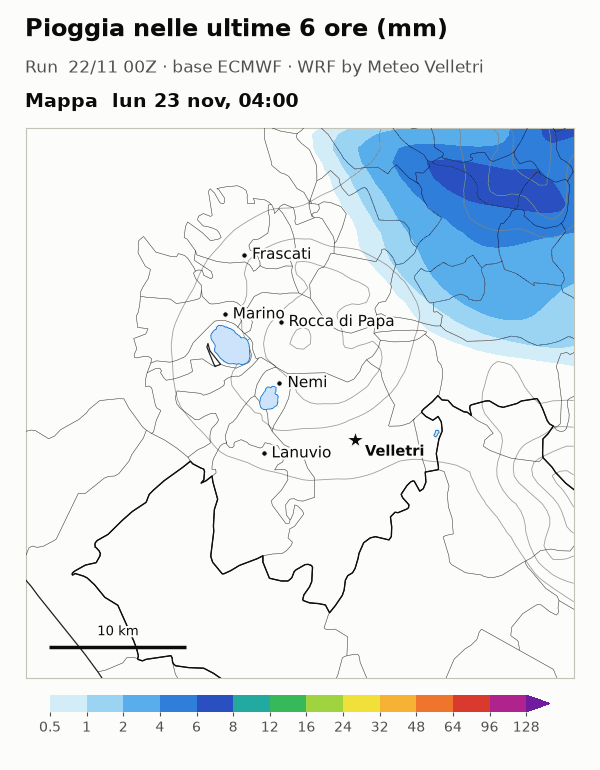 Pioggia nelle ultime 6 ore (mm)
Run  22/11 00Z · base ECMWF · WRF by Meteo Velletri
Mappa  lun 23 nov, 04:00
Frascati
Marino
Rocca di Papa
Nemi
Velletri
Lanuvio
10 km
0.5 1 2 4 6 8 12 16 24 32 48 64 96 128